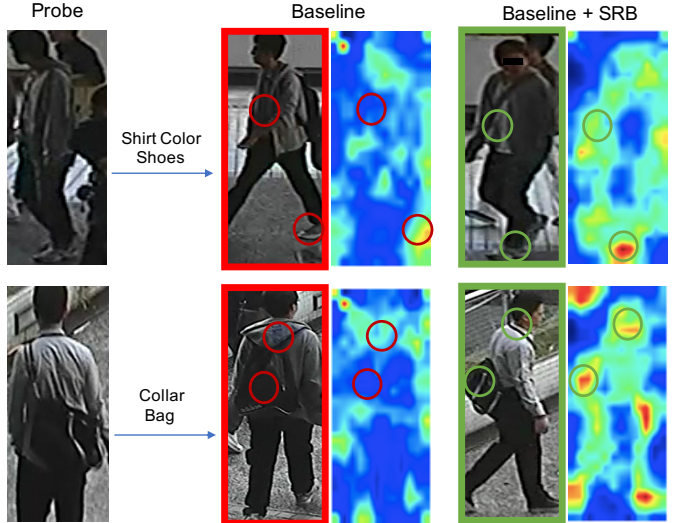 Probe
Baseline
Baseline + SRB
Shirt Color
Shoes
Collar
Bag